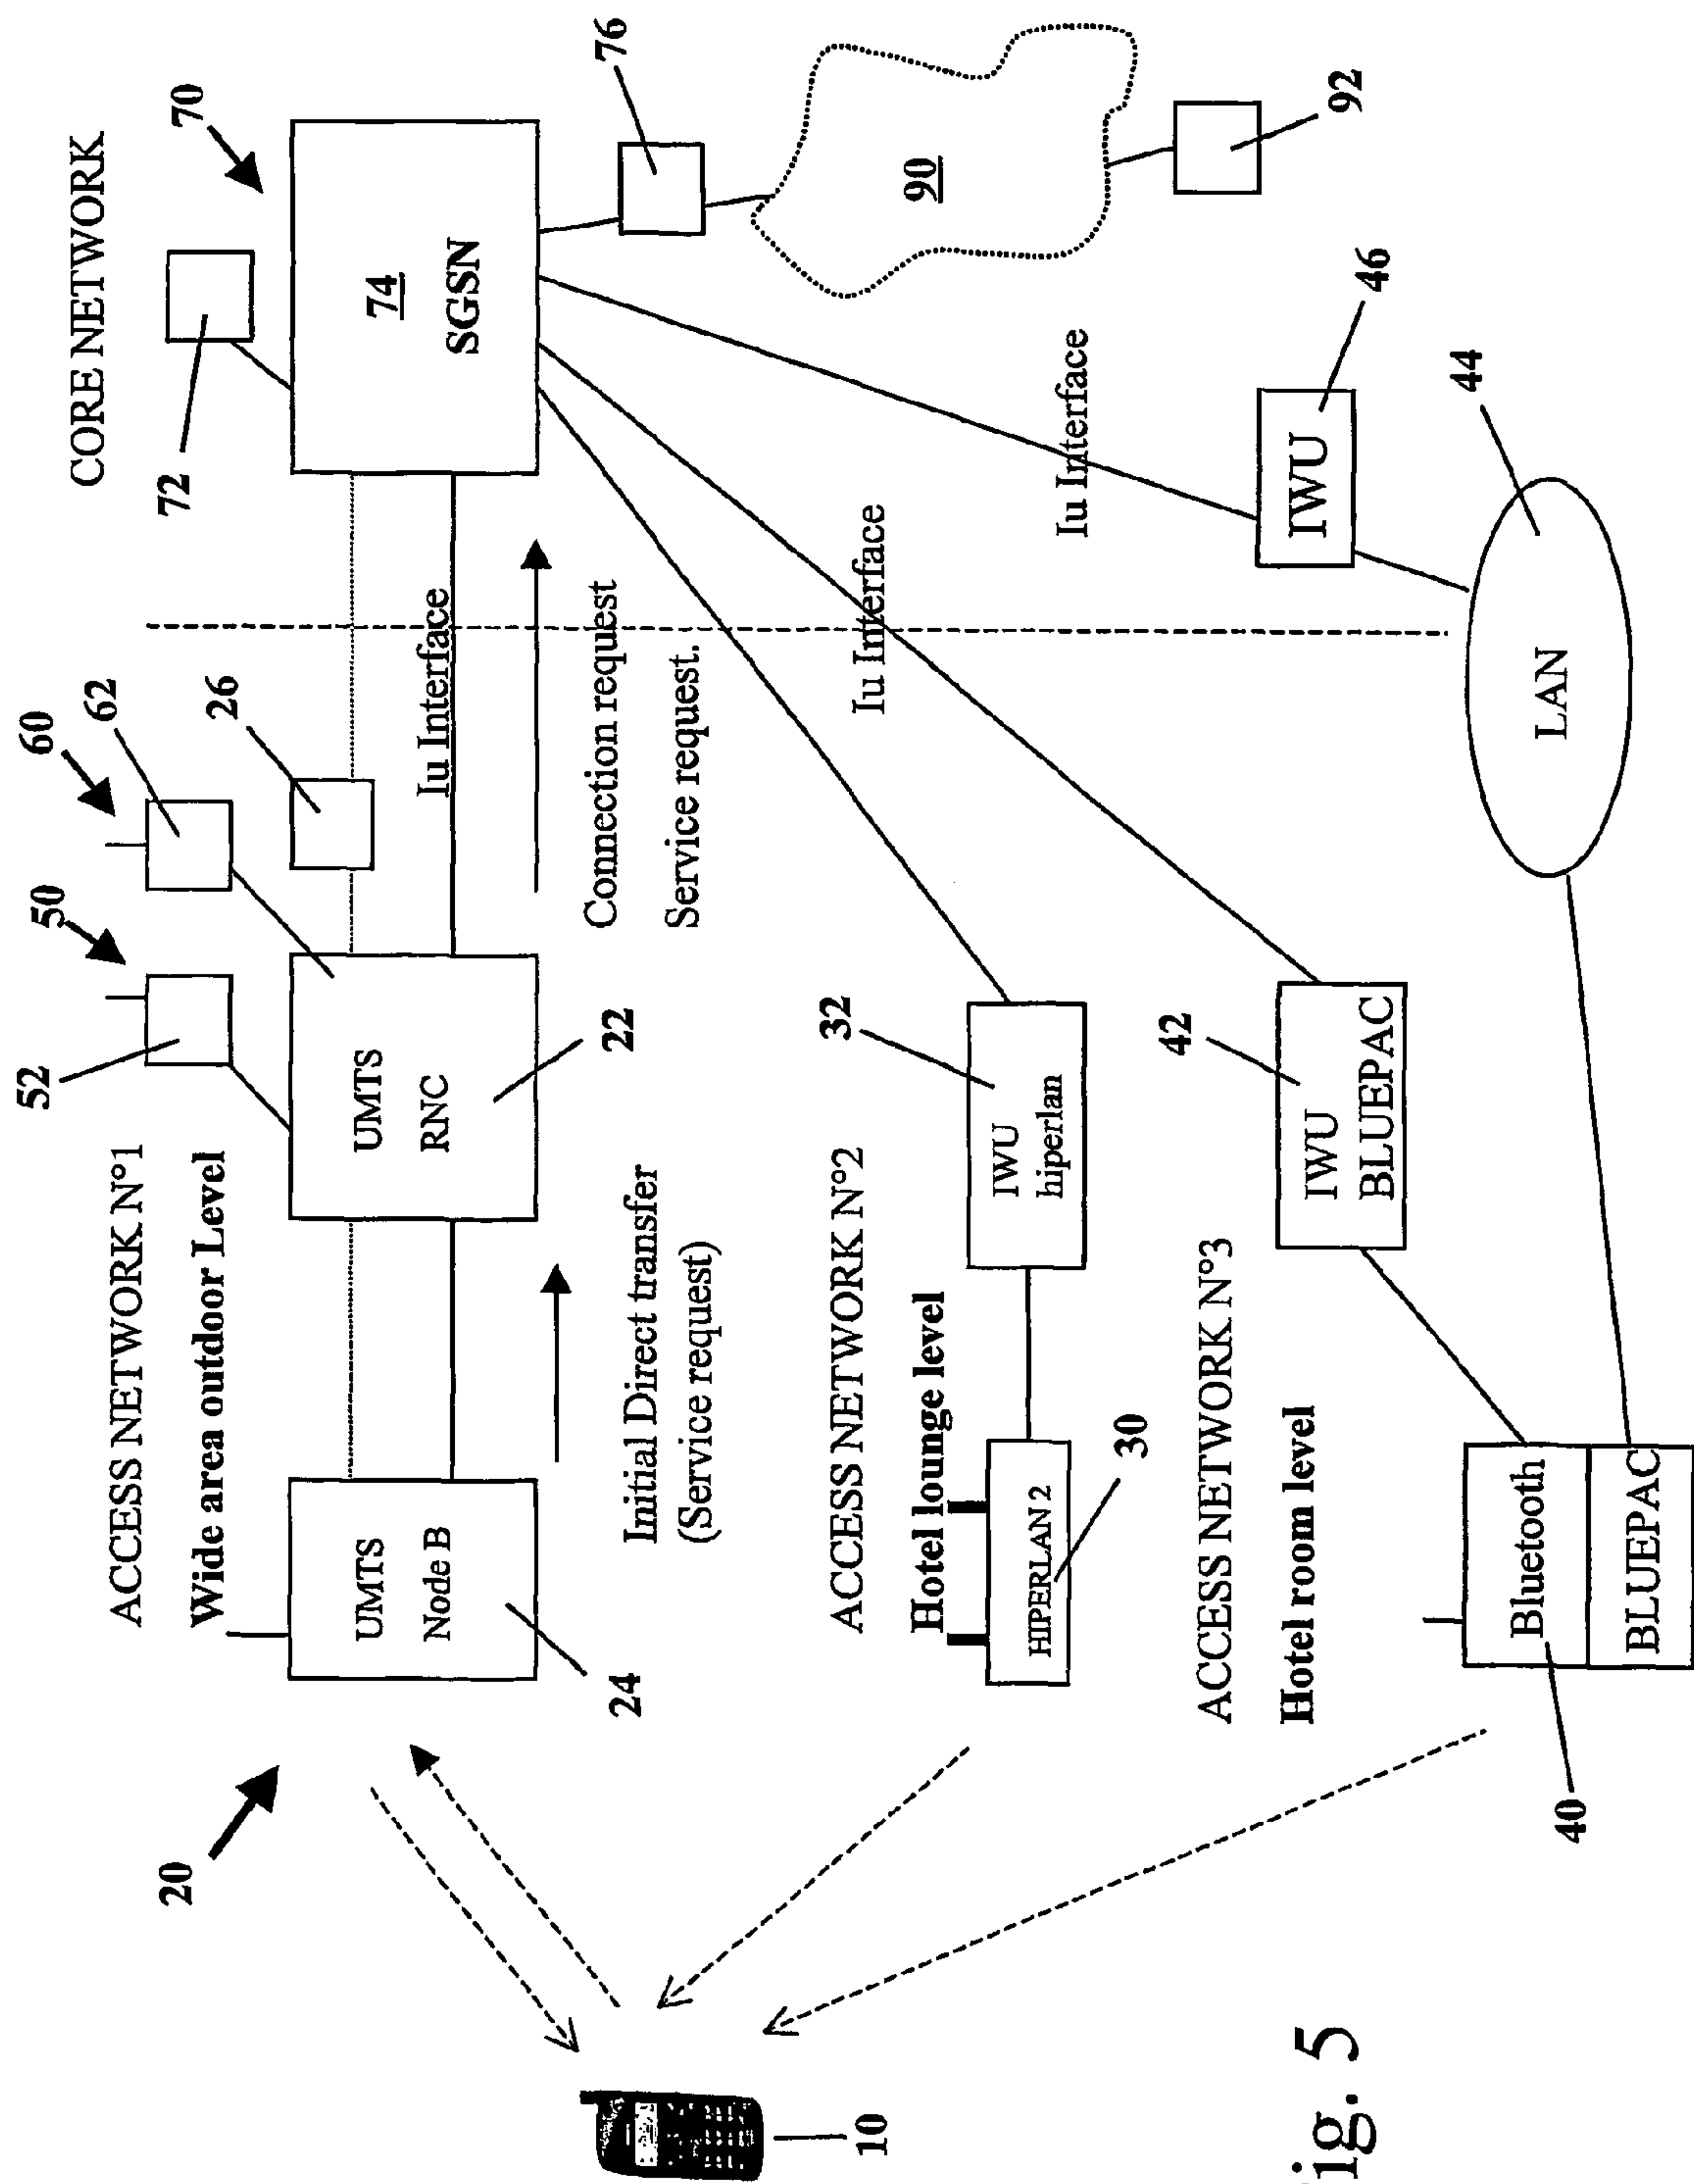 CORE NETWORK
70
72
74
SGSN
76
90
92
60
62
26
50
52
ACCESS NETWORK N°1
Wide area outdoor Level
UMTS
Node B
24
UMTS
RNC
22
Iu Interface
Initial Direct transfer
(Service request)
Connection request
Service request.
20
10
ACCESS NETWORK N°2
Hotel lounge level
HIPERLAN 2
30
IWU
hiperlan
32
Iu Interface
Iu Interface
ACCESS NETWORK N°3
Hotel room level
Bluetooth
BLUEPAC
40
IWU
BLUEPAC
42
IWU
46
LAN
44
ig. 5